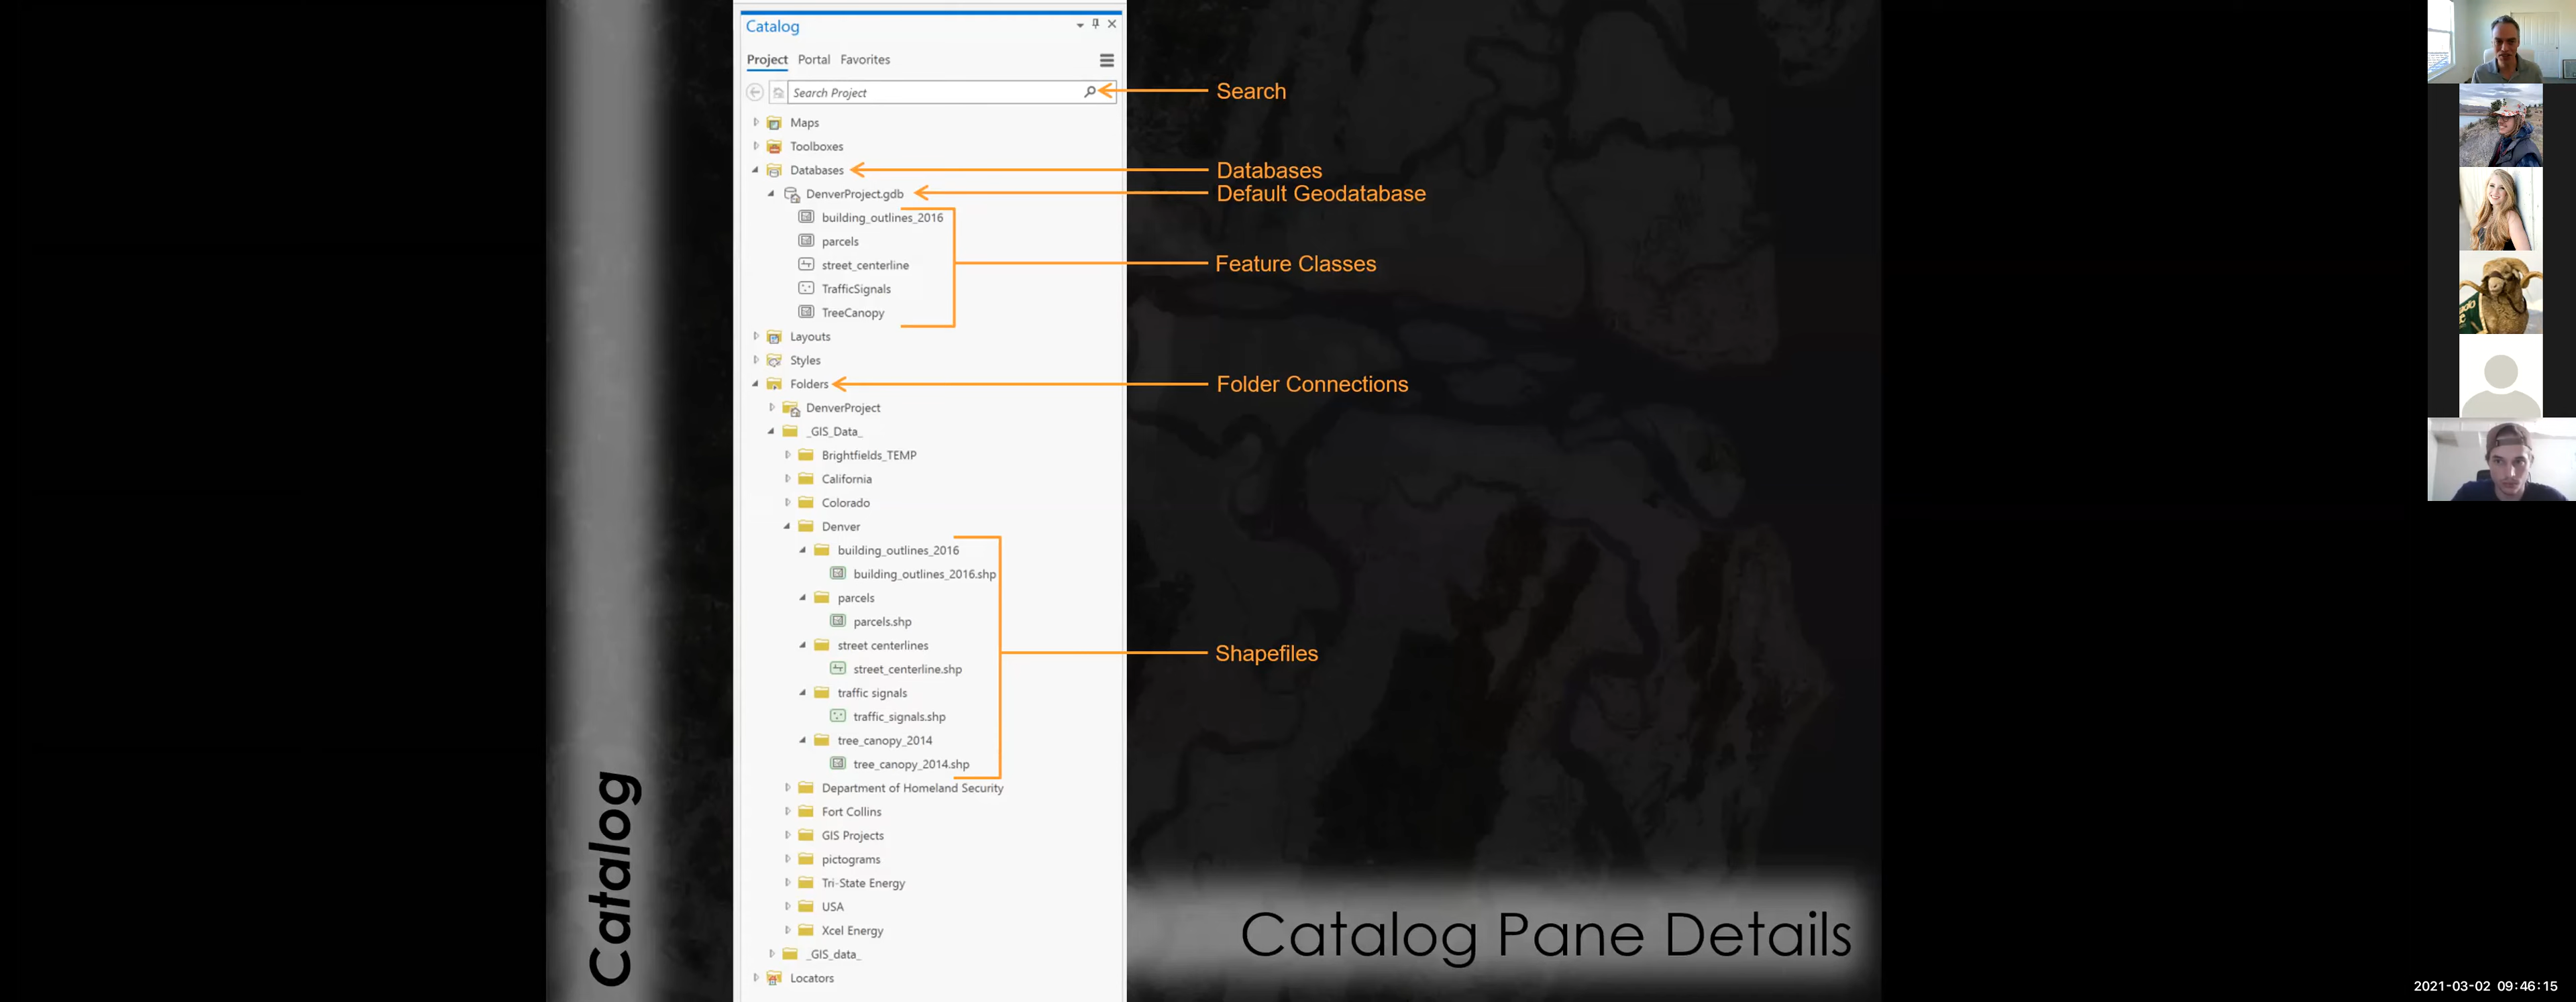 Catalog
Project Portal Favorites
Search Project
Search
Maps
Toolboxes
Databases
Databases
DenverProject.gdb
Default Geodatabase
building_outlines_2016
parcels
street_centerline
Feature Classes
TrafficSignals
TreeCanopy
Layouts
Styles
Folders
Folder Connections
DenverProject
_GIS_Data_
Brightfields_TEMP
California
Colorado
Denver
building_outlines_2016
building_outlines_2016.shp
parcels
parcels.shp
street centerlines
Shapefiles
street_centerline.shp
traffic signals
traffic_signals.shp
tree_canopy_2014
tree_canopy_2014.shp
Department of Homeland Security
Fort Collins
GIS Projects
pictograms
Tri-State Energy
USA
Xcel Energy
_GIS_data_
Locators
Catalog
Catalog Pane Details
2021-03-02 09:46:15